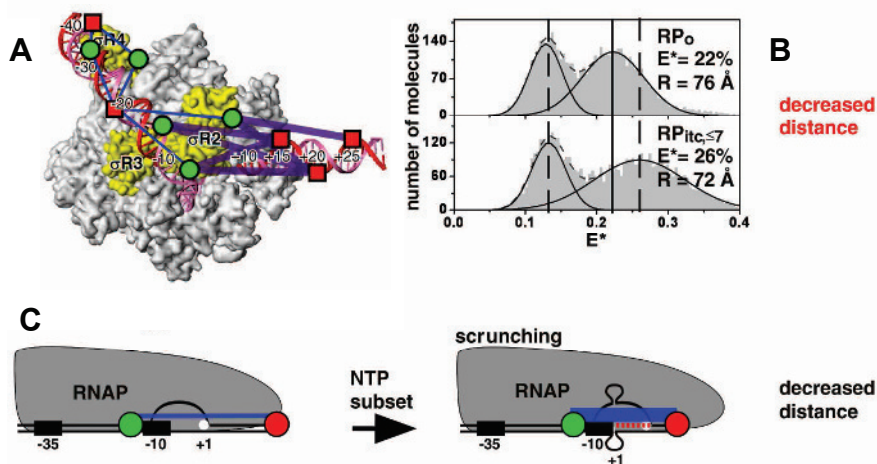 A
-40
σR4
-30
-20
σR2
σR3
-10
+10
+15
+20
+25
number of molecules
140
70
0
RPo
E*= 22%
R = 76 Å
120
60
0
RPitc,≤7
E*= 26%
R = 72 Å
0.0
0.1
0.2
0.3
0.4
E*
B
decreased
distance
C
RNAP
-35
-10
+1
NTP
subset
scrunching
RNAP
-35
-10
+1
decreased
distance